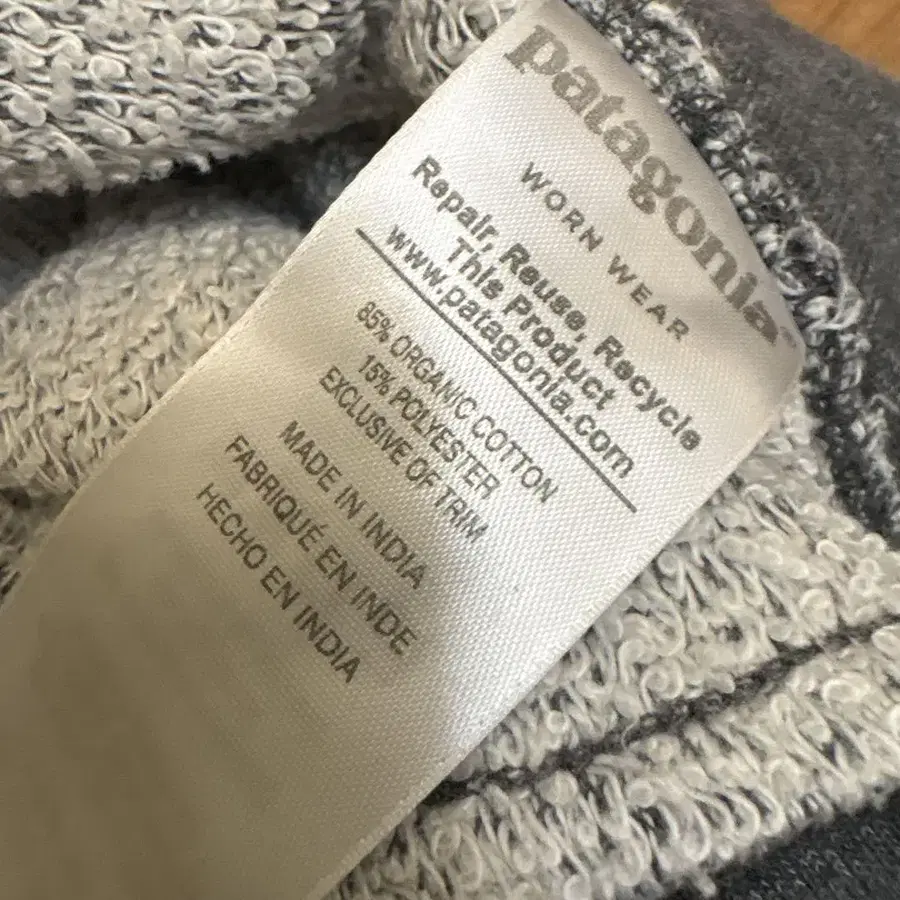 patagonia™
WORN WEAR
Repair, Reuse, Recycle
This Product
www.patagonia.com
85% ORGANIC COTTON
15% POLYESTER
EXCLUSIVE OF TRIM
MADE IN INDIA
FABRIQUÉ EN INDE
HECHO EN INDIA